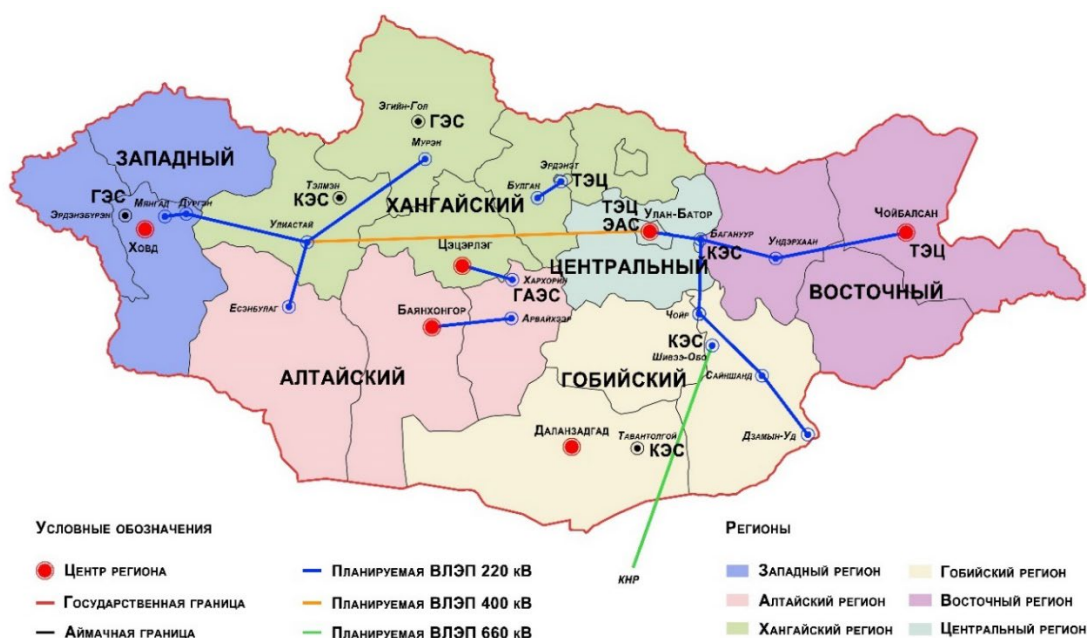 Эгийн-Гол
ГЭС
Мурэн
ЗАПАДНЫЙ
Тэлмэн
КЭС
ХАНГАЙСКИЙ
Эрдэнэт
ТЭЦ
Булган
ГЭС
Эрдэнэбүрэн
Мянгад
Дургэн
Ховд
Улиастай
ТЭЦ
ЭАС
Улан-Батор
Багануур
КЭС
Ундэрхаан
Чойбалсан
ТЭЦ
Цэцэрлэг
Хархорин
ГАЭС
ЦЕНТРАЛЬНЫЙ
ВОСТОЧНЫЙ
Есэнбулаг
Баянхонгор
Арвайхээр
Чойр
КЭС
Шивээ-Обо
АЛТАЙСКИЙ
ГОБИЙСКИЙ
Сайншанд
Даланзадгад
Тавантолгой
КЭС
Дзамын-Уд
КНР
Условные обозначения
Центр региона
Государственная граница
Аймачная граница
Планируемая ВЛЭП 220 кВ
Планируемая ВЛЭП 400 кВ
Планируемая ВЛЭП 660 кВ
Регионы
Западный регион
Алтайский регион
Хангайский регион
Гобийский регион
Восточный регион
Центральный регион